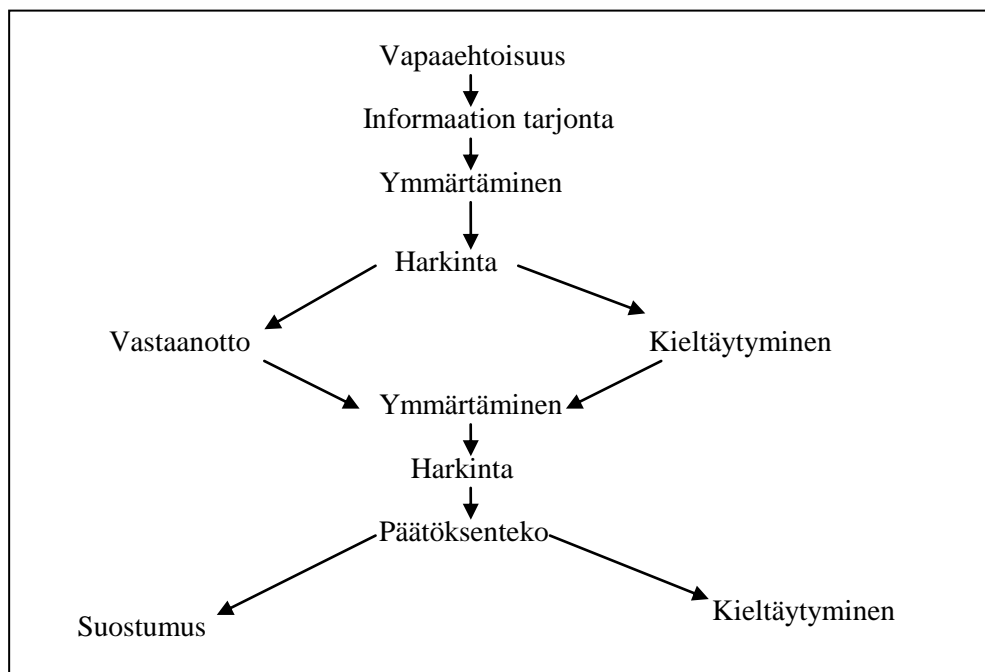 Vapaaehtoisuus
Informaation tarjonta
Ymmärtäminen
Harkinta
Vastaanotto
Kieltäytyminen
Ymmärtäminen
Harkinta
Päätöksenteko
Suostumus
Kieltäytyminen